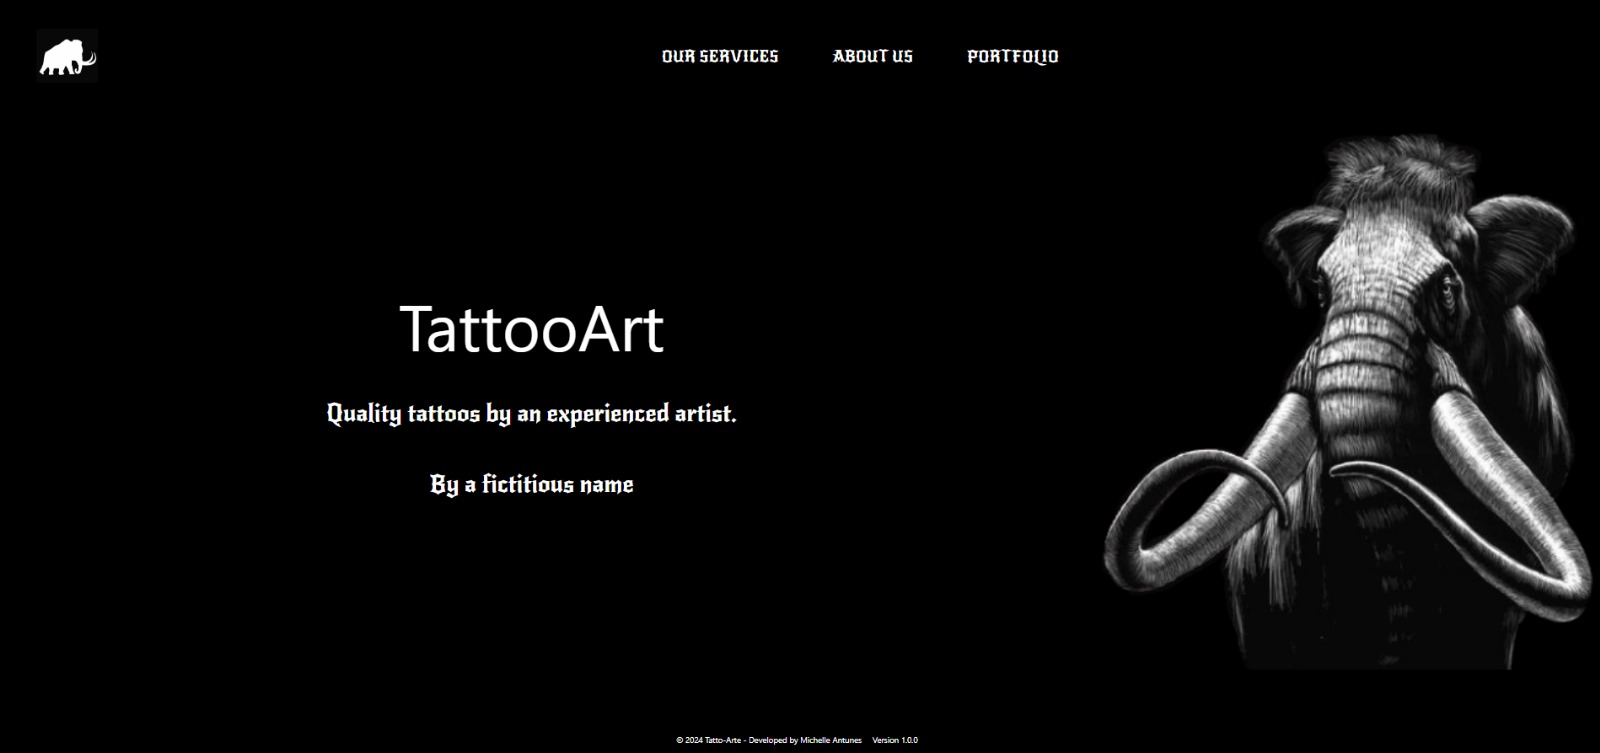 OUR SERVICES ABOUT US PORTFOLIO
TattooArt
Quality tattoos by an experienced artist.
By a fictitious name
© 2024 Tatto-Arte - Developed by Michelle Antunes Version 1.0.0